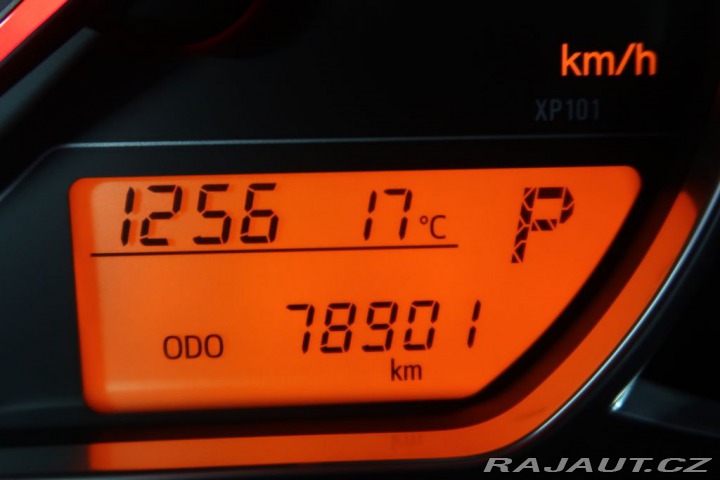 km/h
XP101
1256 17 °C P
ODO 78901
km
RAJAUT.CZ